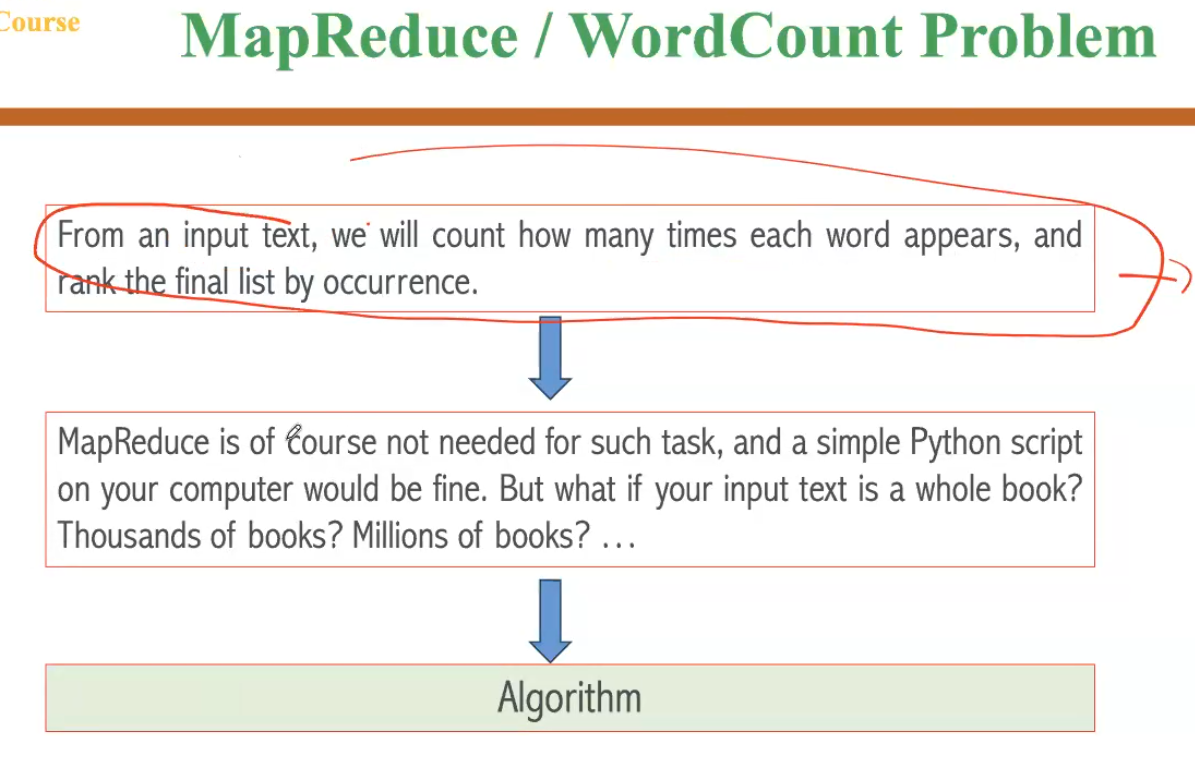 Course
MapReduce / WordCount Problem
From an input text, we will count how many times each word appears, and
rank the final list by occurrence.
MapReduce is of course not needed for such task, and a simple Python script
on your computer would be fine. But what if your input text is a whole book?
Thousands of books? Millions of books? ...
Algorithm